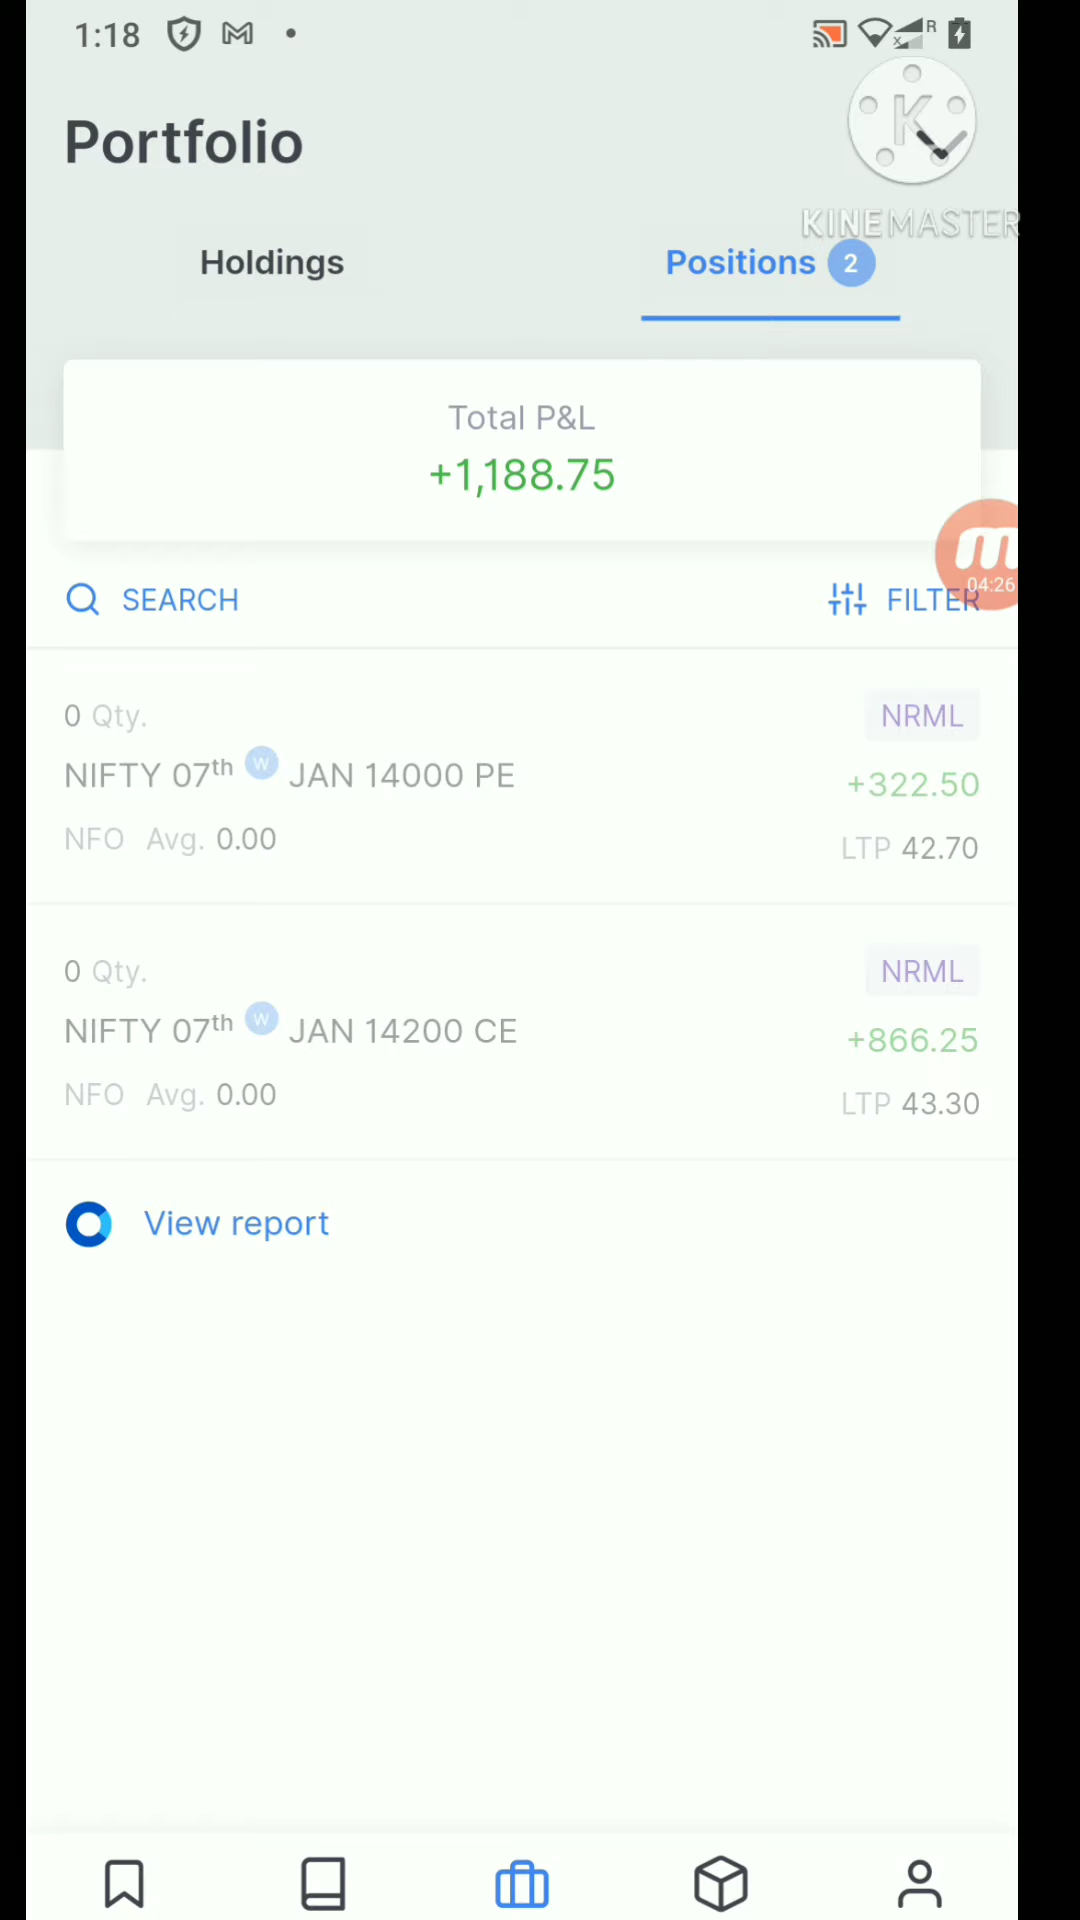 1:18 R
K
KINEMASTER
Portfolio
Holdings Positions 2
Total P&L
+1,188.75
m
04:26
SEARCH FILTER
0 Qty. NRML
NIFTY 07th W JAN 14000 PE +322.50
NFO Avg. 0.00 LTP 42.70
0 Qty. NRML
NIFTY 07th W JAN 14200 CE +866.25
NFO Avg. 0.00 LTP 43.30
View report